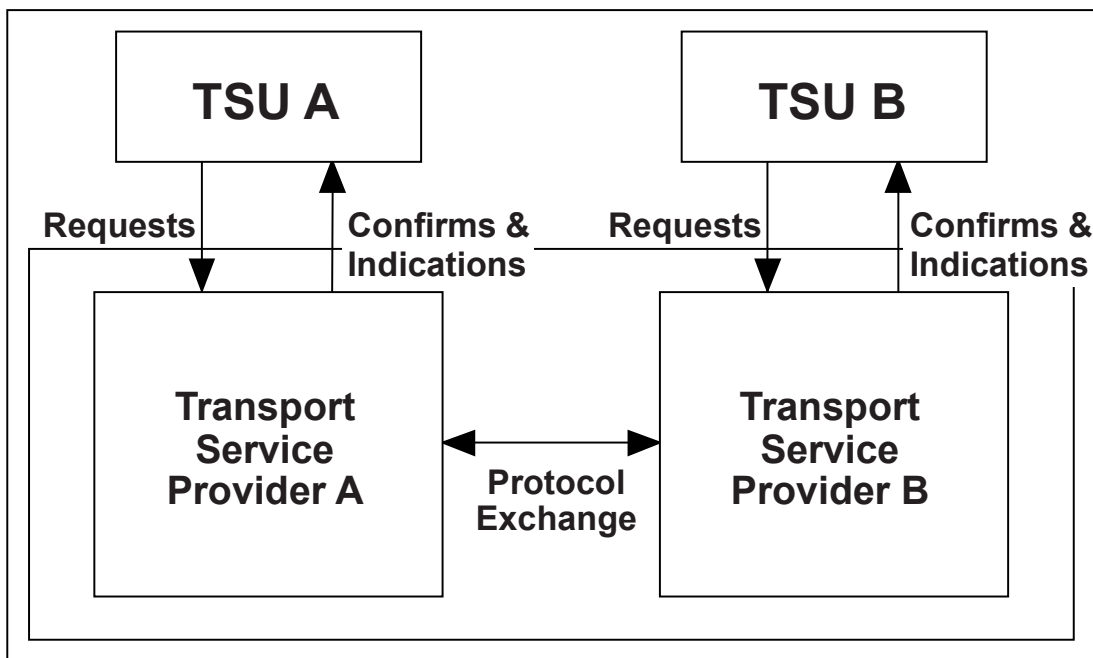 TSU A
TSU B
Requests
Confirms &
Indications
Requests
Confirms &
Indications
Transport
Service
Provider A
Protocol
Exchange
Transport
Service
Provider B